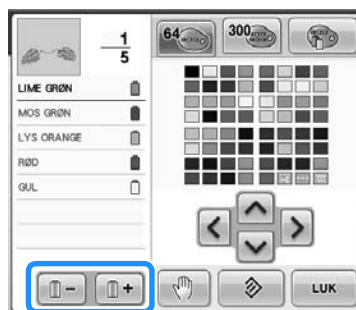 1
5
64
300
LIME GRØN
MOS GRØN
LYS ORANGE
RØD
GUL
− +
LUK